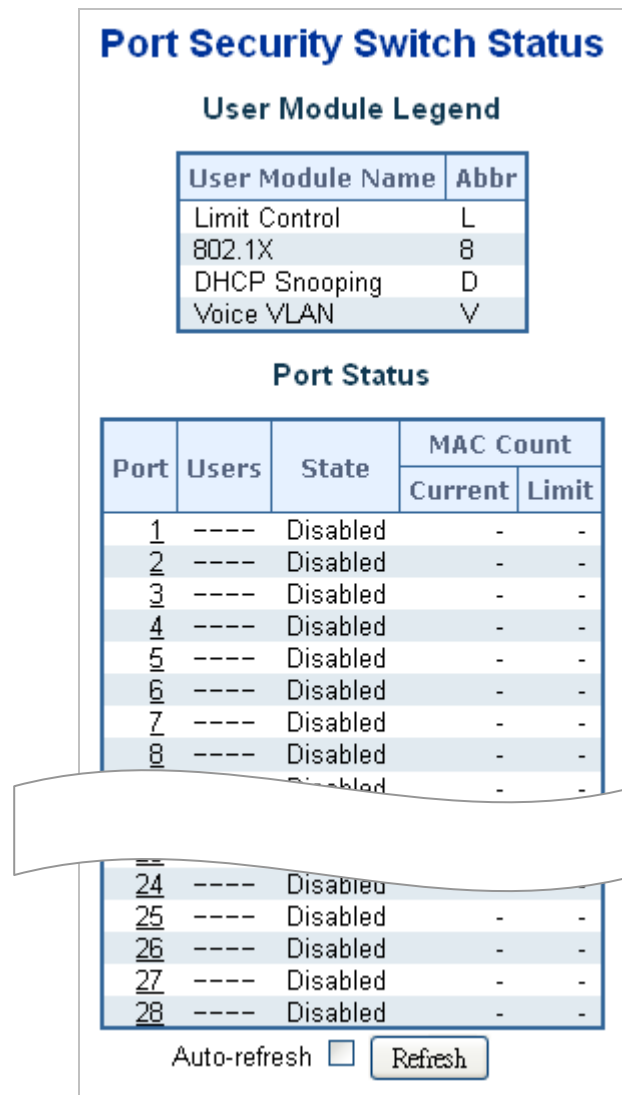 Port Security Switch Status
User Module Legend
User Module Name Abbr
Limit Control L
802.1X 8
DHCP Snooping D
Voice VLAN V
Port Status
Port Users State MAC Count
Current Limit
1 ---- Disabled - -
2 ---- Disabled - -
3 ---- Disabled - -
4 ---- Disabled - -
5 ---- Disabled - -
6 ---- Disabled - -
7 ---- Disabled - -
8 ---- Disabled - -
Disabled - -
24 ---- Disabled -
25 ---- Disabled - -
26 ---- Disabled - -
27 ---- Disabled - -
28 ---- Disabled - -
Auto-refresh Refresh